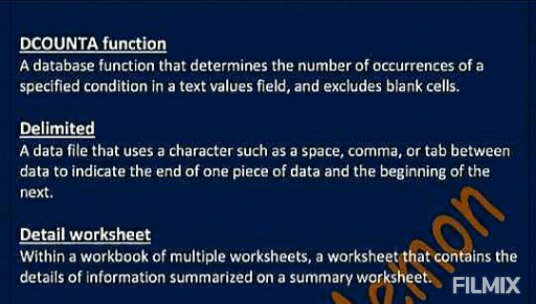 DCOUNTA function
A database function that determines the number of occurrences of a
specified condition in a text values field, and excludes blank cells.
Delimited
A data file that uses a character such as a space, comma, or tab between
data to indicate the end of one piece of data and the beginning of the
next.
Detail worksheet
Within a workbook of multiple worksheets, a worksheet that contains the
details of information summarized on a summary worksheet.
FILMIX